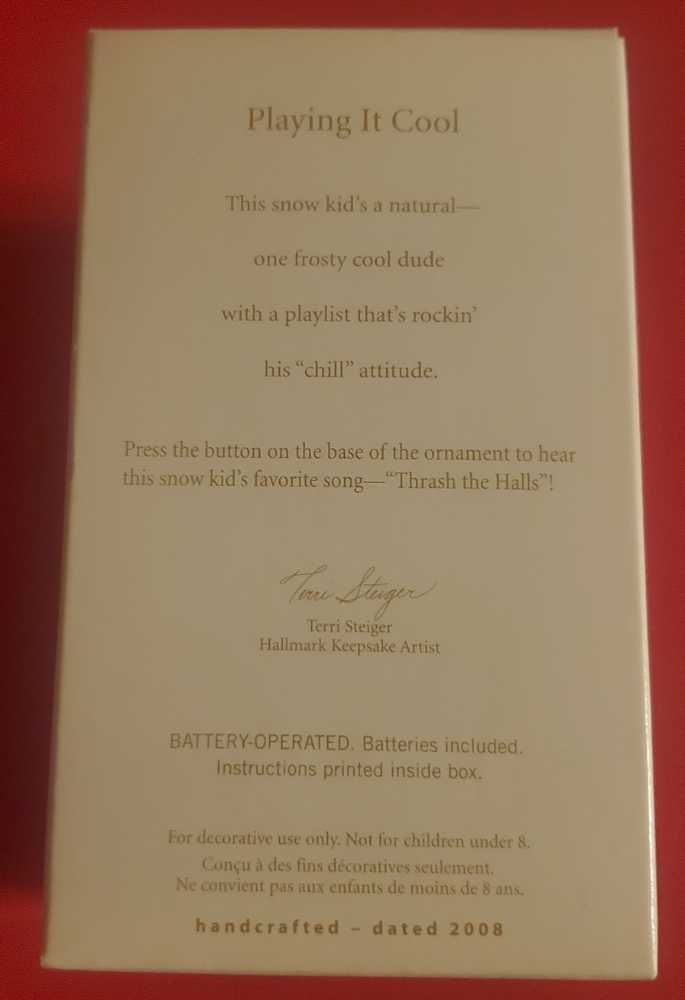 Playing It Cool
This snow kid's a natural—
one frosty cool dude
with a playlist that's rockin'
his “chill” attitude.
Press the button on the base of the ornament to hear
this snow kid's favorite song—“Thrash the Halls”!
Terri Steiger
Terri Steiger
Hallmark Keepsake Artist
BATTERY-OPERATED. Batteries included.
Instructions printed inside box.
For decorative use only. Not for children under 8.
Conçu à des fins décoratives seulement.
Ne convient pas aux enfants de moins de 8 ans.
handcrafted – dated 2008